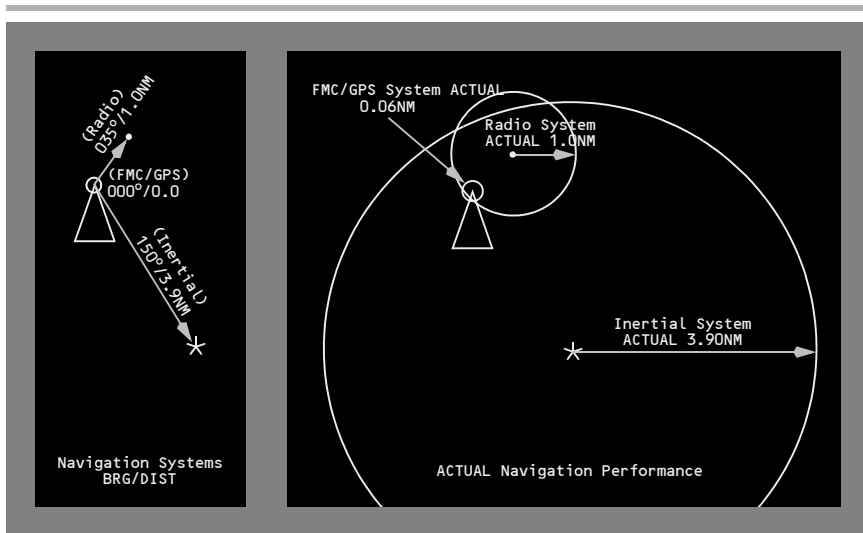 (Radio)
035°/1.0NM
(FMC/GPS)
000°/0.0
(Inertial)
150°/3.9NM
Navigation Systems
BRG/DIST
FMC/GPS System ACTUAL
0.06NM
Radio System
ACTUAL 1.0NM
Inertial System
ACTUAL 3.90NM
ACTUAL Navigation Performance